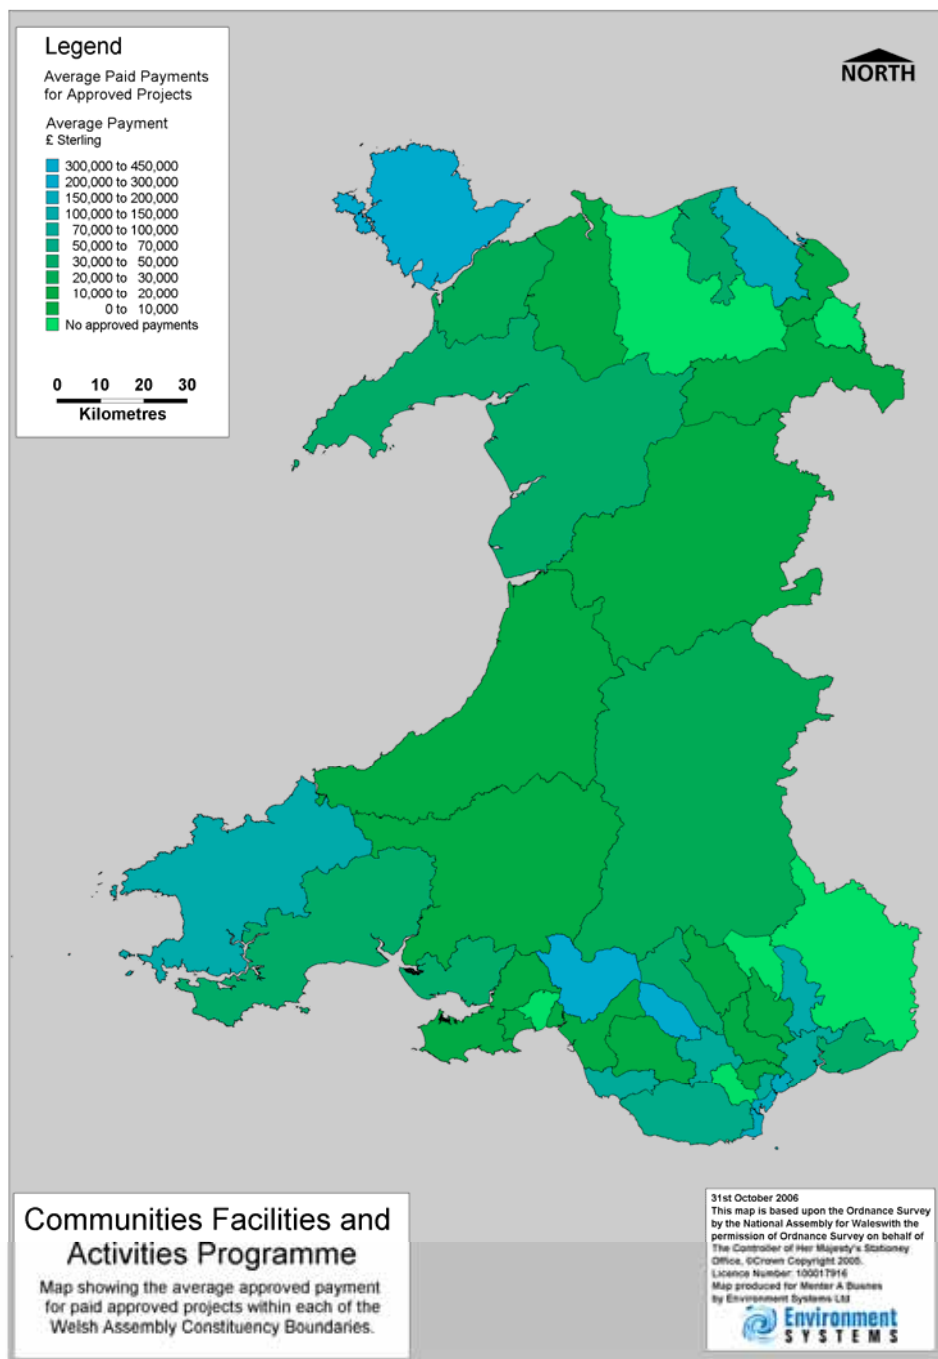 Legend
Average Paid Payments
for Approved Projects
Average Payment
£ Sterling
300,000 to 450,000
200,000 to 300,000
150,000 to 200,000
100,000 to 150,000
70,000 to 100,000
50,000 to 70,000
30,000 to 50,000
20,000 to 30,000
10,000 to 20,000
0 to 10,000
No approved payments
0 10 20 30
Kilometres
NORTH
Communities Facilities and
Activities Programme
Map showing the average approved payment
for paid approved projects within each of the
Welsh Assembly Constituency Boundaries.
31st October 2006
This map is based upon the Ordnance Survey
by the National Assembly for Waleswith the
permission of Ordnance Survey on behalf of
The Controller of Her Majesty's Stationey
Office, ©Crown Copyright 2005.
Licence Number: 100017916
Map produced for Menter A Busnes
by Environment Systems Ltd
Environment
SYSTEMS